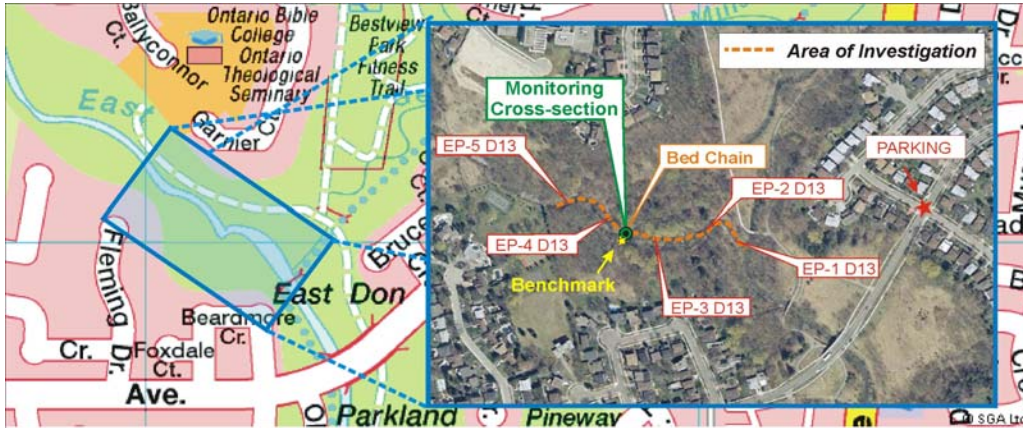 Ballyconnor
Ct.
Ontario Bible
College
Ontario
Theological
Seminary
Garnier Ct.
Bestview
Park
Fitness
Trail
East
Fleming Dr.
Bruce
East Don
Beardmore
Cr.
Foxdale
Ct.
Cr.
Ave.
Parkland
Pineway
Dr.
Area of Investigation
Monitoring
Cross-section
EP-5 D13
Bed Chain
EP-2 D13
PARKING
EP-4 D13
Benchmark
EP-1 D13
EP-3 D13
© SGA Ltd